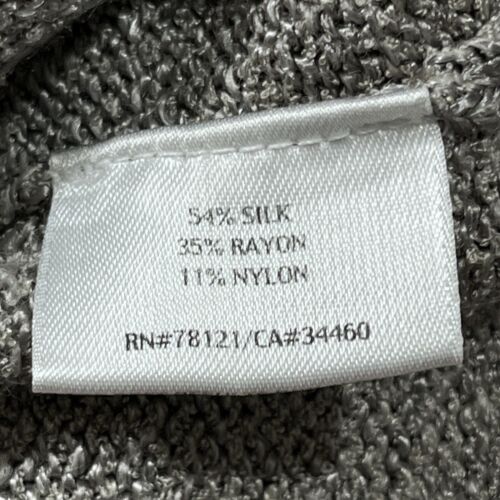 54% SILK
35% RAYON
11% NYLON
RN#78121/CA#34460